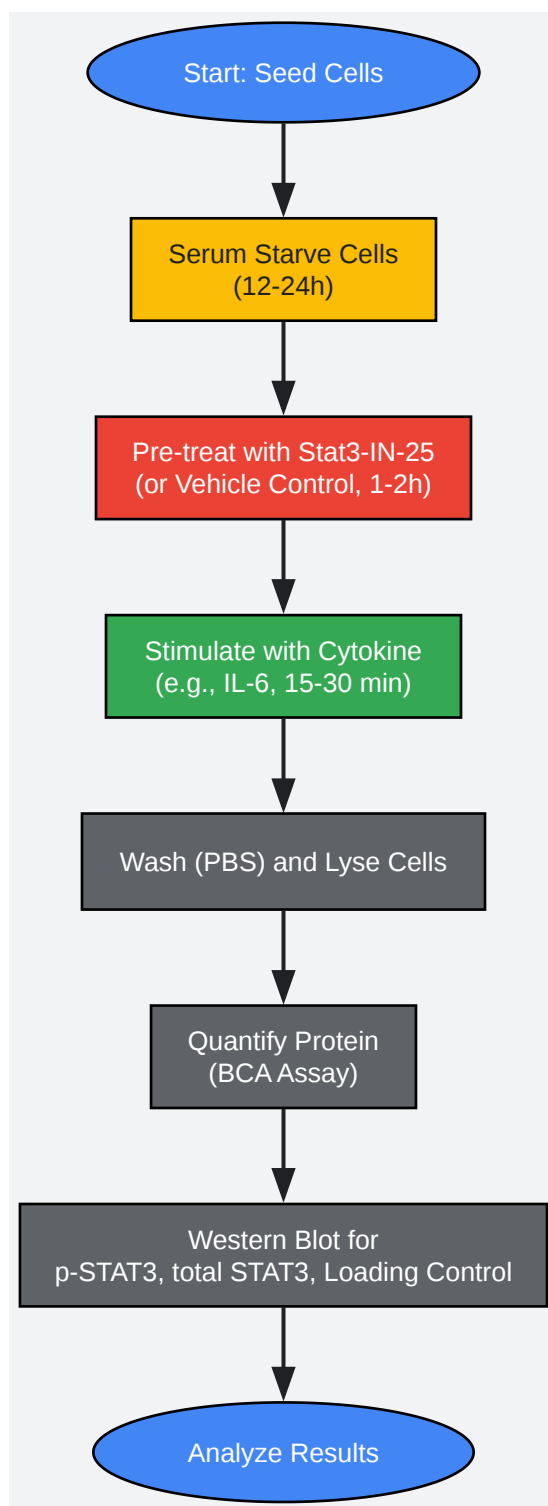 Start: Seed Cells
Serum Starve Cells
(12-24h)
Pre-treat with Stat3-IN-25
(or Vehicle Control, 1-2h)
Stimulate with Cytokine
(e.g., IL-6, 15-30 min)
Wash (PBS) and Lyse Cells
Quantify Protein
(BCA Assay)
Western Blot for
p-STAT3, total STAT3, Loading Control
Analyze Results